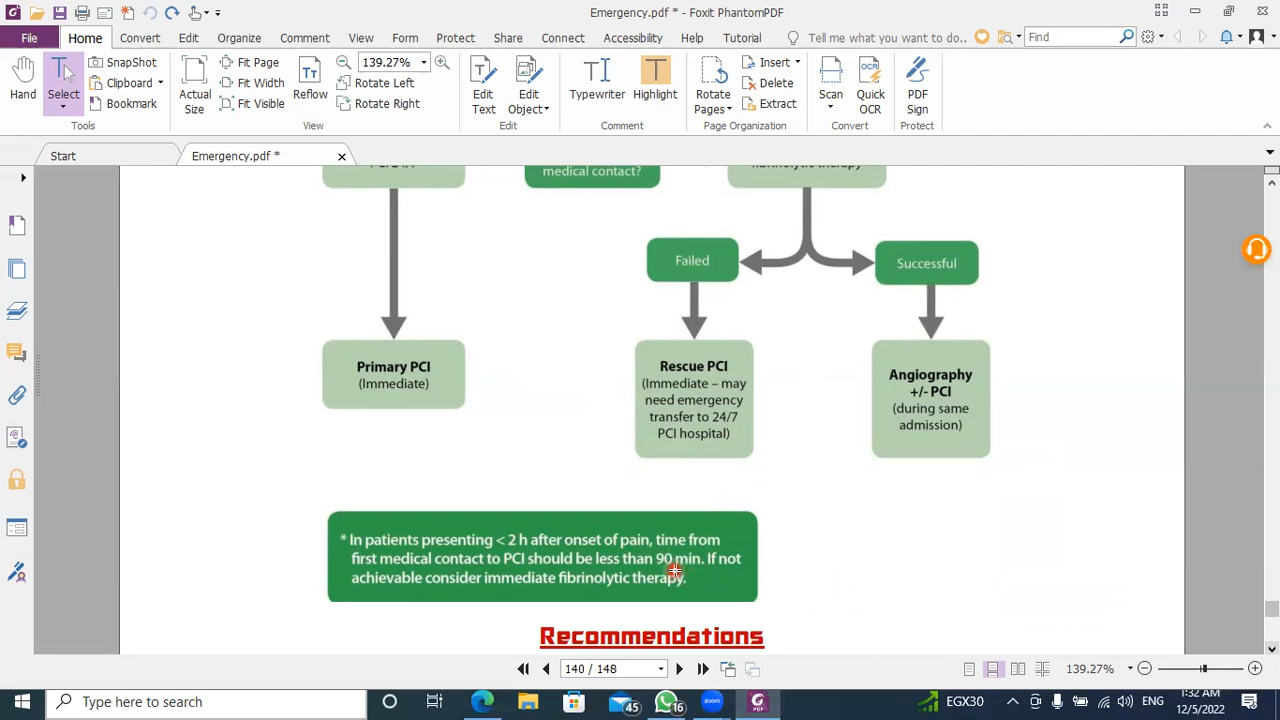 Emergency.pdf * - Foxit PhantomPDF
File Home Convert Edit Organize Comment View Form Protect Share Connect Accessibility Help Tutorial Tell me what you want to do.. Find
Hand
Select
SnapShot
Clipboard
Bookmark
Tools
Actual Size
Fit Page
Fit Width
Fit Visible
Reflow
139.27%
Rotate Left
Rotate Right
View
Edit Text
Edit Object
Edit
Typewriter
Highlight
Comment
Rotate Pages
Insert
Delete
Extract
Page Organization
Scan
Quick OCR
Convert
PDF Sign
Protect
Start
Emergency.pdf *
medical contact?
fibrinolytic therapy
Failed
Successful
Primary PCI
(Immediate)
Rescue PCI
(Immediate – may
need emergency
transfer to 24/7
PCI hospital)
Angiography
+/- PCI
(during same
admission)
* In patients presenting < 2 h after onset of pain, time from
first medical contact to PCI should be less than 90 min. If not
achievable consider immediate fibrinolytic therapy.
Recommendations
140 / 148
139.27%
Type here to search
45
16
zoom
PDF
EGX30
ENG
1:32 AM
12/5/2022